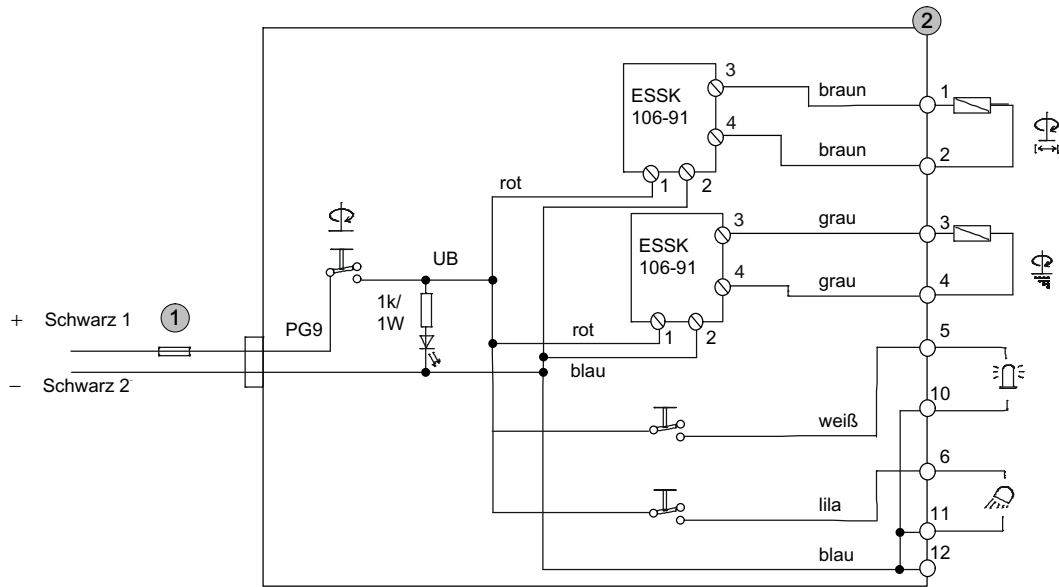 2
3
ESSK
106-91
braun
1
4
braun
2
1
2
rot
3
ESSK
106-91
grau
3
UB
4
grau
4
1k/
1W
+ Schwarz 1
1
PG9
rot
1
2
5
blau
− Schwarz 2
10
weiß
6
lila
11
blau
12